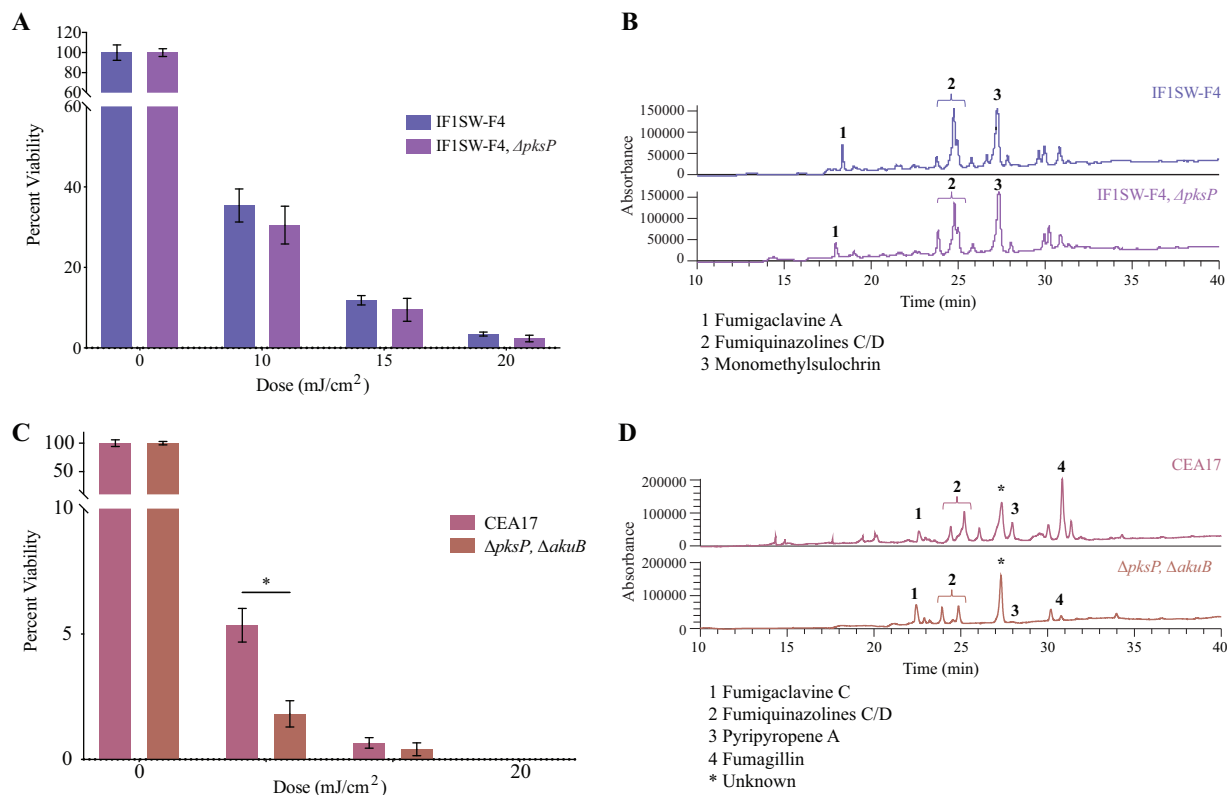 A
120
100
80
60
60
40
20
0
Percent Viability
IF1SW-F4
IF1SW-F4, ΔpksP
0 10 15 20
Dose (mJ/cm²)
B
IF1SW-F4
150000
100000
50000
0
1 2 3
IF1SW-F4, ΔpksP
150000
100000
50000
0
1 2 3
Absorbance
10 15 20 25 30 35 40
Time (min)
1 Fumigaclavine A
2 Fumiquinazolines C/D
3 Monomethylsulochrin
C
100
50
10
5
0
Percent Viability
CEA17
ΔpksP, ΔakuB
*
0 20
Dose (mJ/cm²)
D
CEA17
200000
100000
0
1 2 * 3 4
ΔpksP, ΔakuB
200000
100000
0
1 2 * 3 4
Absorbance
10 15 20 25 30 35 40
Time (min)
1 Fumigaclavine C
2 Fumiquinazolines C/D
3 Pyripyropene A
4 Fumagillin
* Unknown